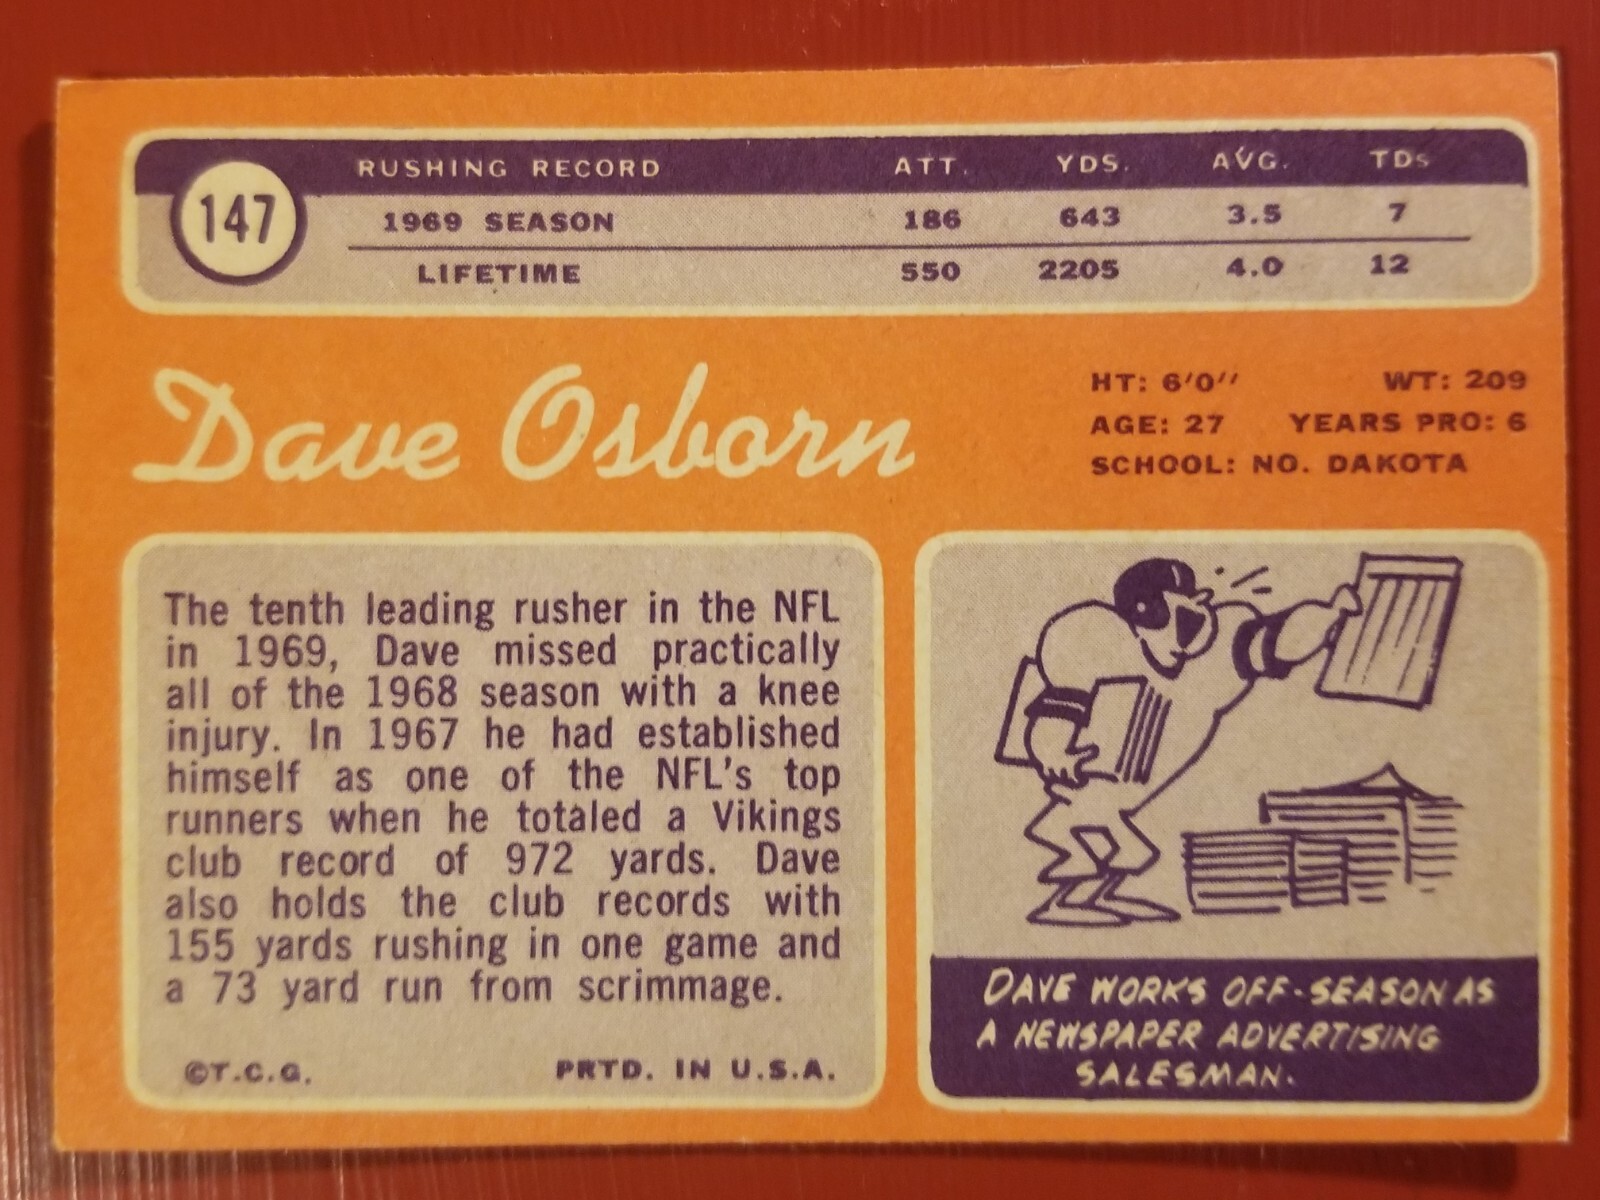 147
RUSHING RECORD ATT. YDS. AVG. TDs
1969 SEASON 186 643 3.5 7
LIFETIME 550 2205 4.0 12
Dave Osborn
HT: 6'0'' WT: 209
AGE: 27 YEARS PRO: 6
SCHOOL: NO. DAKOTA
The tenth leading rusher in the NFL
in 1969, Dave missed practically
all of the 1968 season with a knee
injury. In 1967 he had established
himself as one of the NFL's top
runners when he totaled a Vikings
club record of 972 yards. Dave
also holds the club records with
155 yards rushing in one game and
a 73 yard run from scrimmage.
©T.C.G. PRTD. IN U.S.A.
DAVE WORKS OFF-SEASON AS
A NEWSPAPER ADVERTISING
SALESMAN.